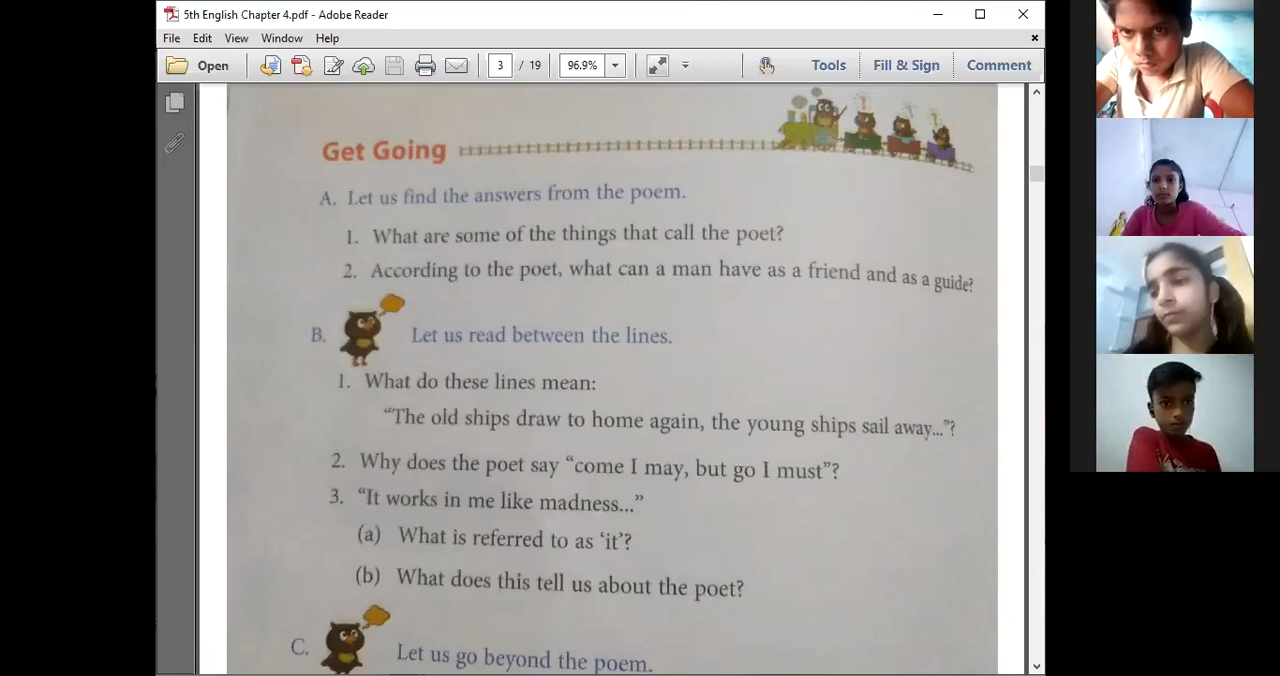 5th English Chapter 4.pdf - Adobe Reader
File Edit View Window Help
Open 3 / 19 96.9% Tools Fill & Sign Comment
Get Going
A. Let us find the answers from the poem.
1. What are some of the things that call the poet?
2. According to the poet, what can a man have as a friend and as a guide?
B. Let us read between the lines.
1. What do these lines mean:
“The old ships draw to home again, the young ships sail away...”?
2. Why does the poet say “come I may, but go I must”?
3. “It works in me like madness...”
(a) What is referred to as ‘it’?
(b) What does this tell us about the poet?
C. Let us go beyond the poem.